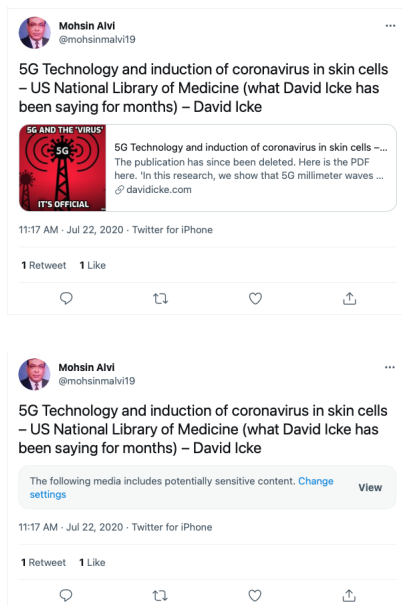 Mohsin Alvi
@mohsinmalvi19
5G Technology and induction of coronavirus in skin cells
– US National Library of Medicine (what David Icke has
been saying for months) – David Icke
5G AND THE 'VIRUS'
5G
IT'S OFFICIAL
5G Technology and induction of coronavirus in skin cells –...
The publication has since been deleted. Here is the PDF
here. 'In this research, we show that 5G millimeter waves ...
davidicke.com
11:17 AM · Jul 22, 2020 · Twitter for iPhone
1 Retweet 1 Like
Mohsin Alvi
@mohsinmalvi19
5G Technology and induction of coronavirus in skin cells
– US National Library of Medicine (what David Icke has
been saying for months) – David Icke
The following media includes potentially sensitive content. Change
settings
View
11:17 AM · Jul 22, 2020 · Twitter for iPhone
1 Retweet 1 Like